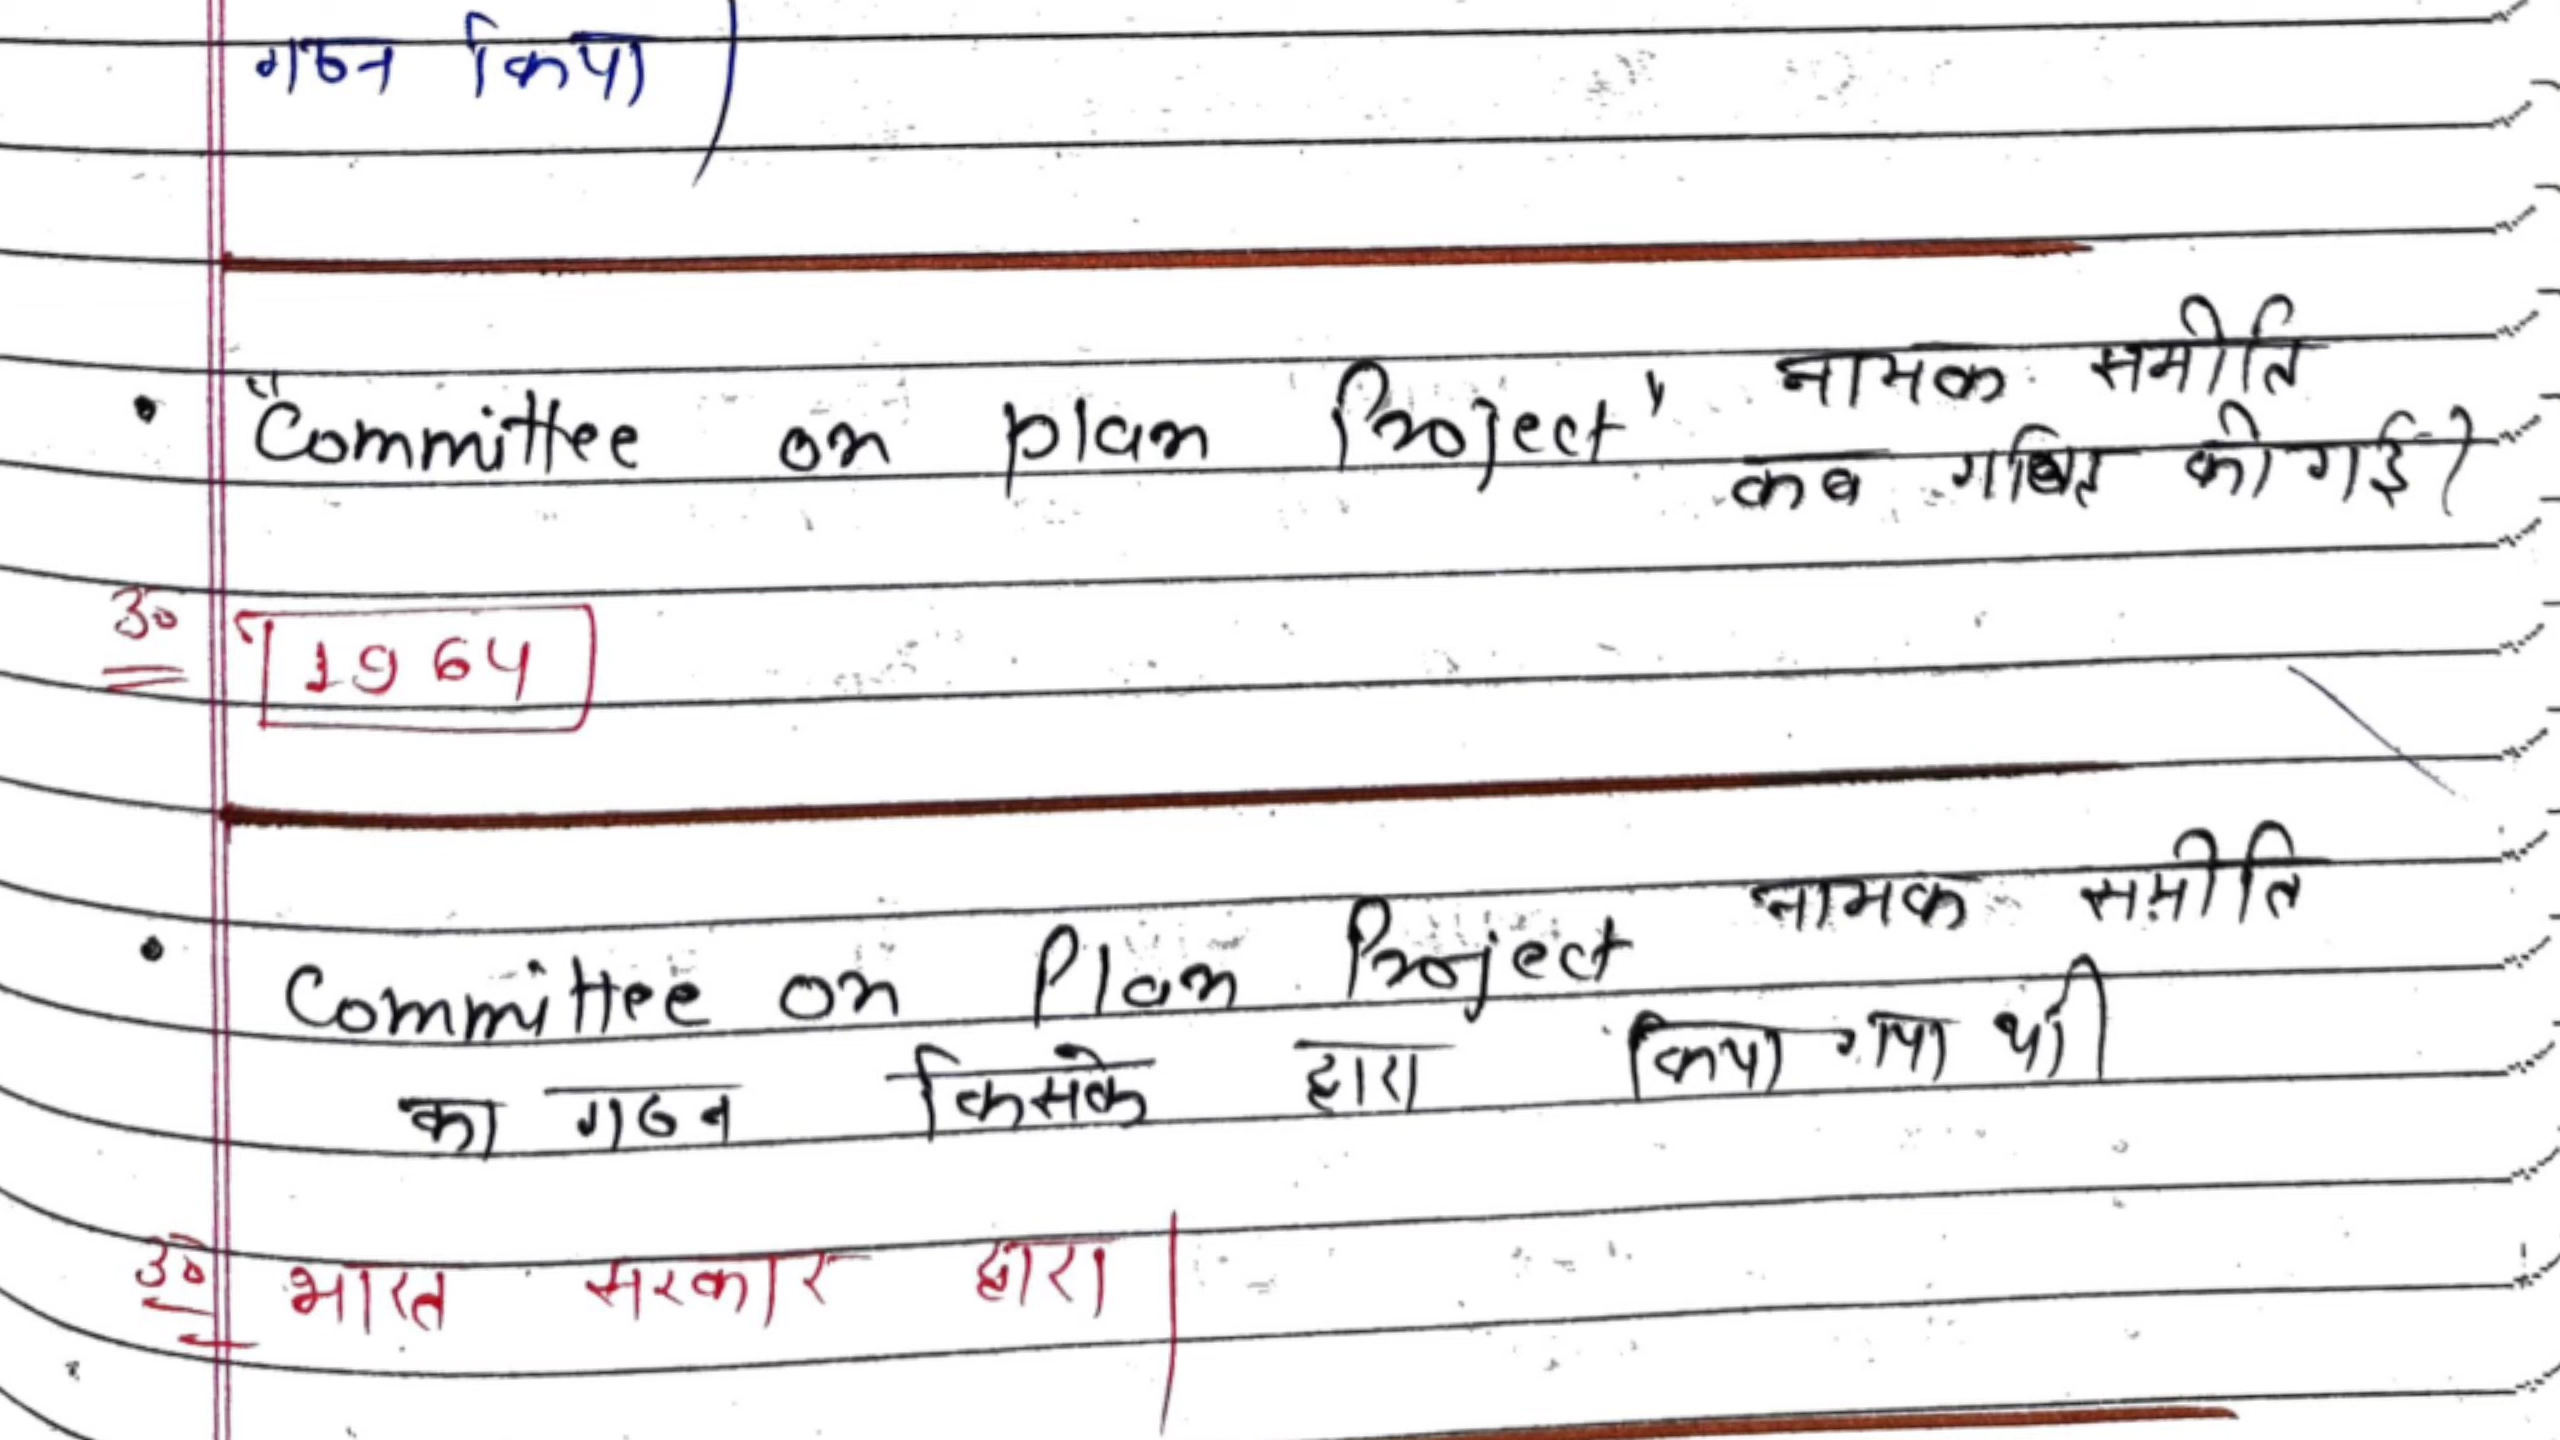 गठन किया
"Committee on plan Project" नामक समीति
कब गठित की गई?
उ० 1964
Committee on Plan Project नामक समीति
का गठन किसके द्वारा किया गया था
उ० भारत सरकार द्वारा